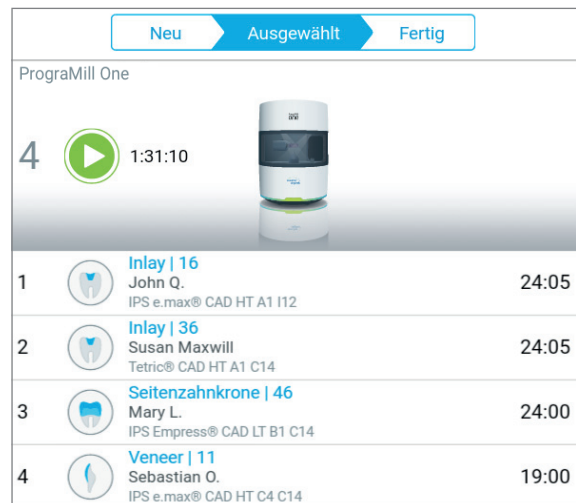 Neu Ausgewählt Fertig
PrograMill One
4 1:31:10
Inlay | 16
1 John Q. 24:05
IPS e.max® CAD HT A1 I12
Inlay | 36
2 Susan Maxwill 24:05
Tetric® CAD HT A1 C14
Seitenzahnkrone | 46
3 Mary L. 24:00
IPS Empress® CAD LT B1 C14
Veneer | 11
4 Sebastian O. 19:00
IPS e.max® CAD HT C4 C14